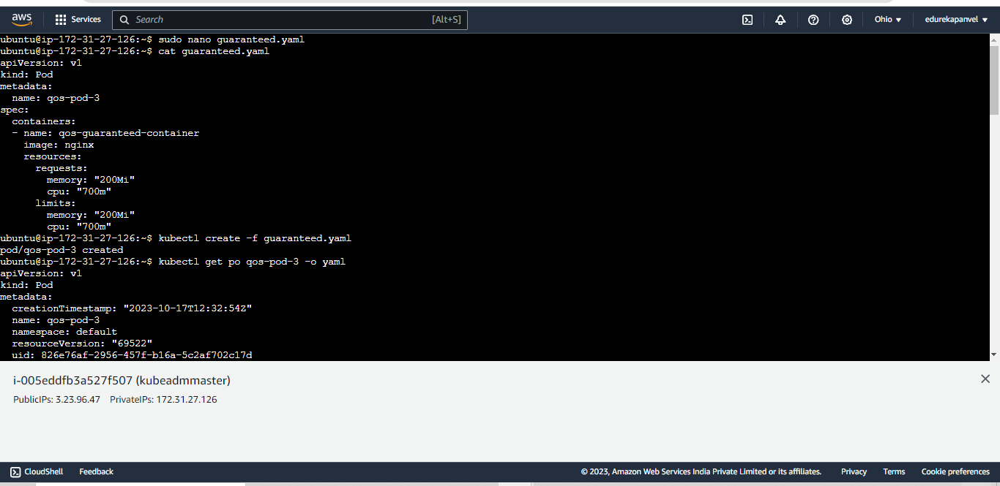 aws Services Search [Alt+S] Ohio edurekapanvel
ubuntu@ip-172-31-27-126:~$ sudo nano guaranteed.yaml
ubuntu@ip-172-31-27-126:~$ cat guaranteed.yaml
apiVersion: v1
kind: Pod
metadata:
  name: qos-pod-3
spec:
  containers:
  - name: qos-guaranteed-container
    image: nginx
    resources:
      requests:
        memory: "200Mi"
        cpu: "700m"
      limits:
        memory: "200Mi"
        cpu: "700m"
ubuntu@ip-172-31-27-126:~$ kubectl create -f guaranteed.yaml
pod/qos-pod-3 created
ubuntu@ip-172-31-27-126:~$ kubectl get po qos-pod-3 -o yaml
apiVersion: v1
kind: Pod
metadata:
  creationTimestamp: "2023-10-17T12:32:54Z"
  name: qos-pod-3
  namespace: default
  resourceVersion: "69522"
  uid: 826e76af-2956-457f-b16a-5c2af702c17d
i-005eddfb3a527f507 (kubeadmmaster)
PublicIPs: 3.23.96.47 PrivateIPs: 172.31.27.126
CloudShell Feedback © 2023, Amazon Web Services India Private Limited or its affiliates. Privacy Terms Cookie preferences